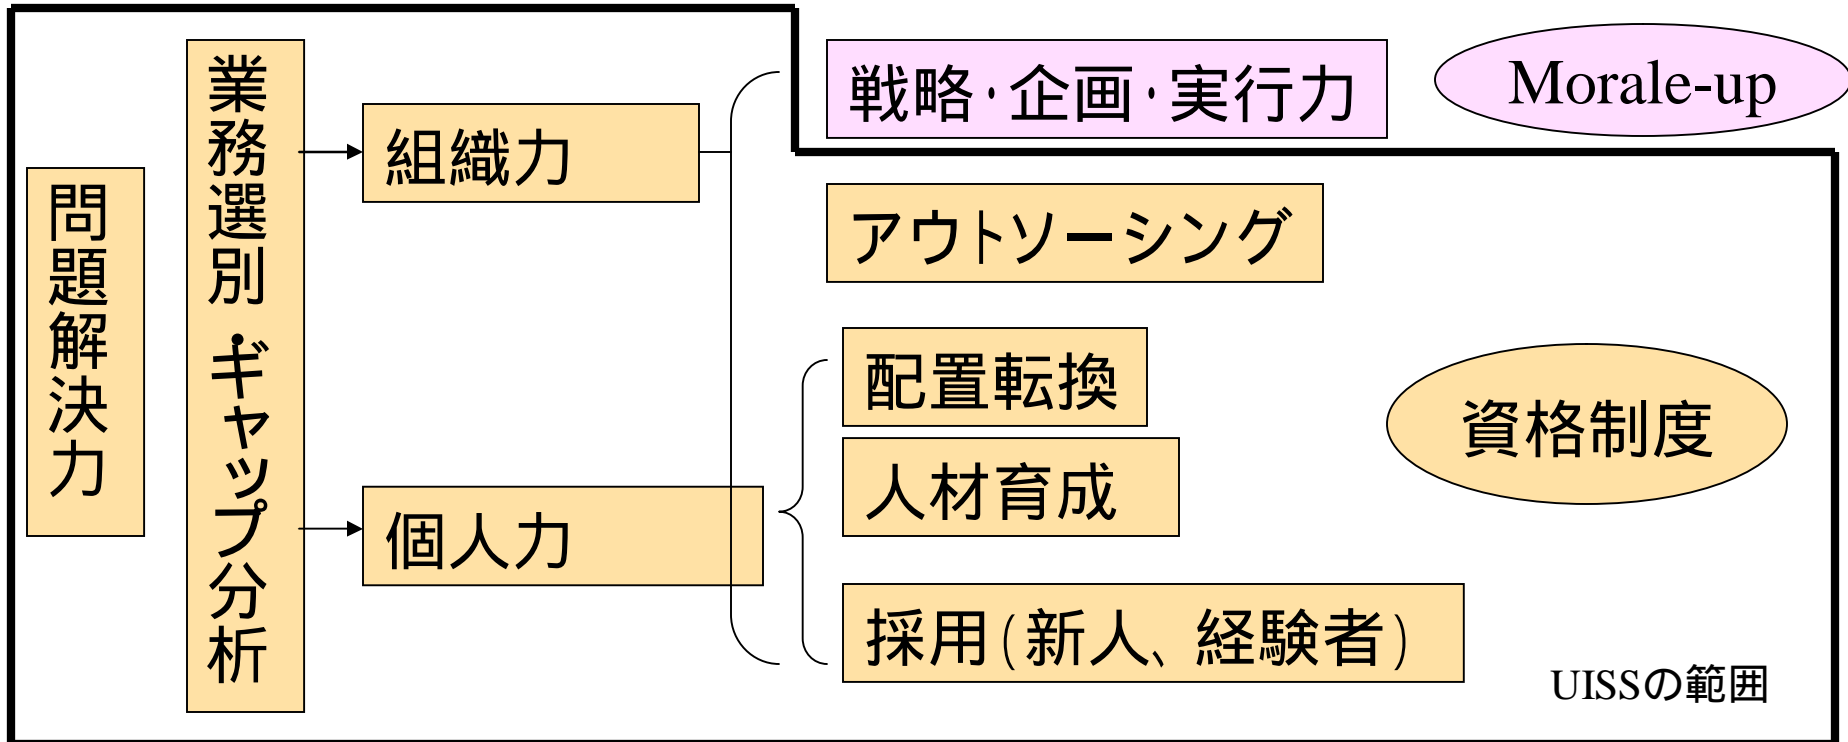 問題解決力
業務選別・ギャップ分析
組織力
個人力
戦略・企画・実行力
Morale-up
アウトソーシング
配置転換
人材育成
資格制度
採用(新人、経験者)
UISSの範囲